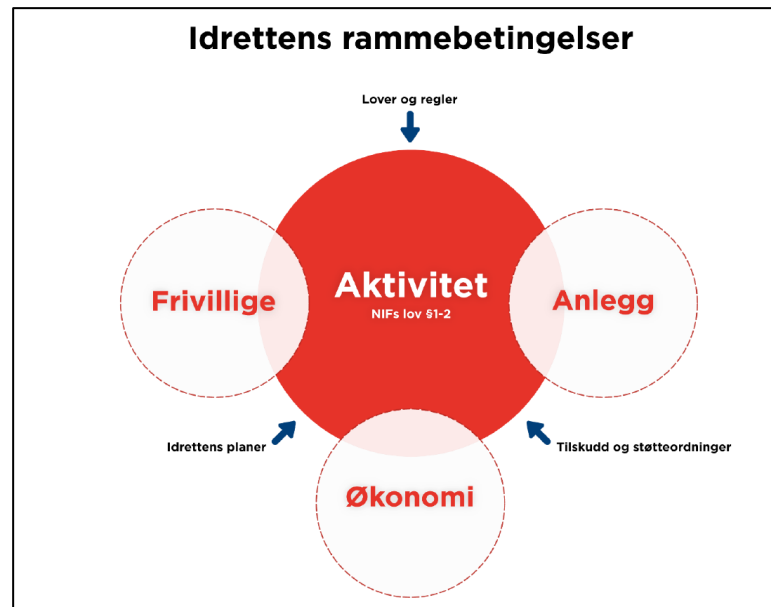 Idrettens rammebetingelser
Lover og regler
Aktivitet
NIFs lov §1-2
Frivillige
Anlegg
Idrettens planer
Tilskudd og støtteordninger
Økonomi